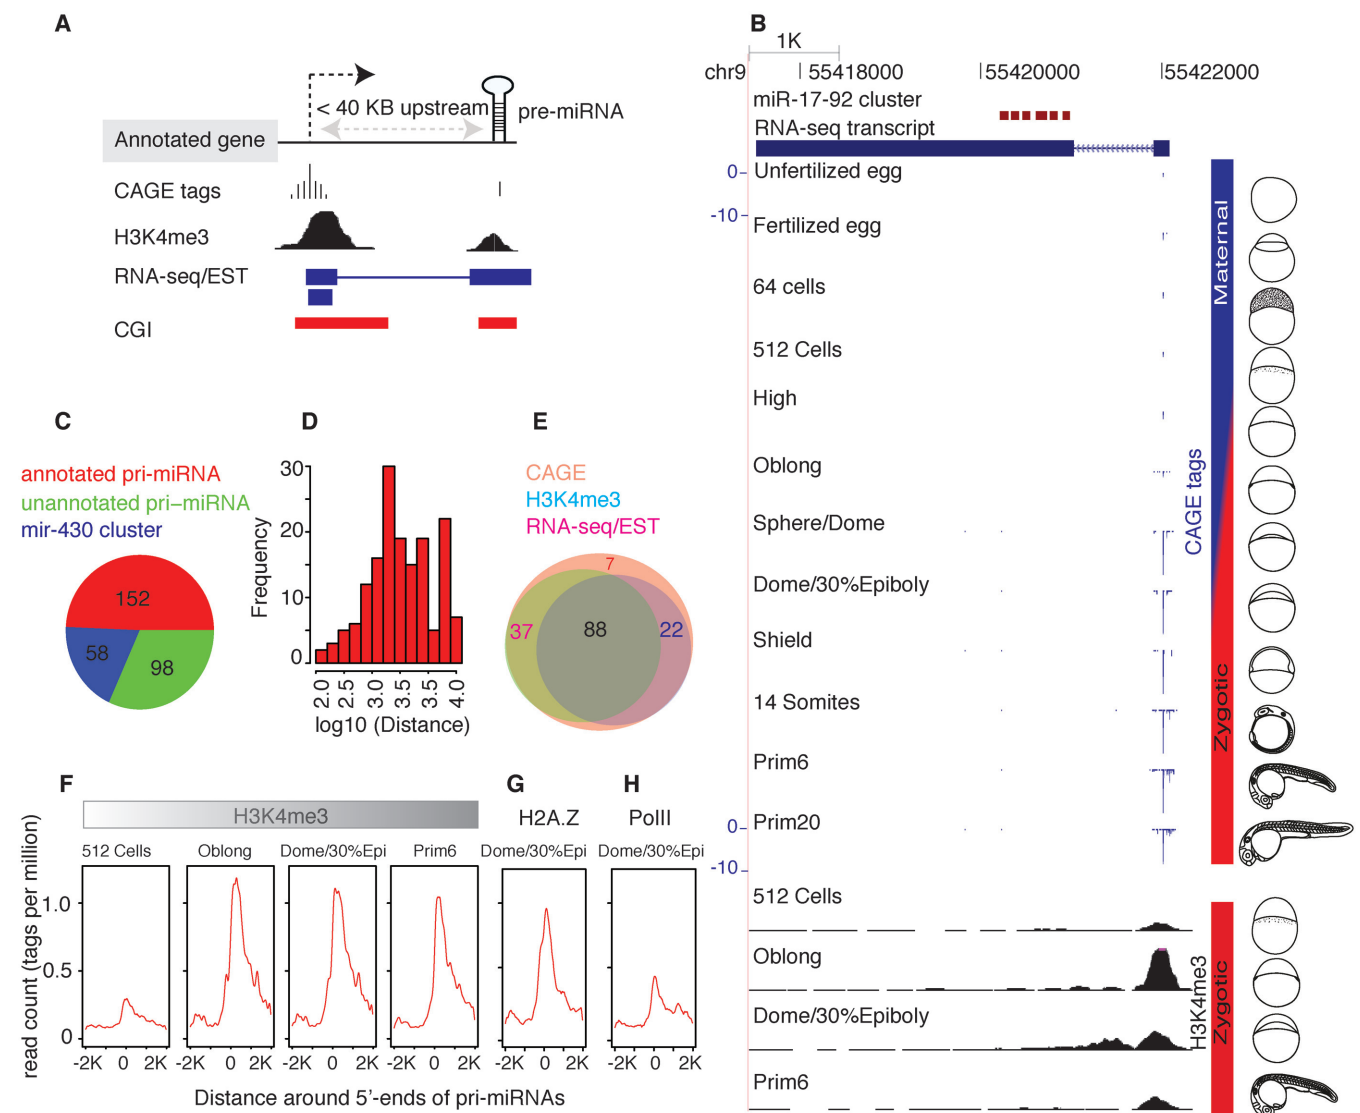 A
< 40 KB upstream
pre-miRNA
Annotated gene
CAGE tags
H3K4me3
RNA-seq/EST
CGI
B
1K
chr9
55418000
55420000
55422000
miR-17-92 cluster
RNA-seq transcript
0
Unfertilized egg
-10
Fertilized egg
64 cells
512 Cells
High
Oblong
Sphere/Dome
Dome/30%Epiboly
Shield
14 Somites
Prim6
Prim20
0
-10
CAGE tags
Maternal
Zygotic
512 Cells
Oblong
Dome/30%Epiboly
Prim6
H3K4me3
Zygotic
C
annotated pri-miRNA
unannotated pri–miRNA
mir-430 cluster
152
58
98
D
Frequency
30
20
10
0
2.0 2.5 3.0 3.5 3.5 4.0
log10 (Distance)
E
CAGE
H3K4me3
RNA-seq/EST
7
37
88
22
F
H3K4me3
512 Cells
Oblong
Dome/30%Epi
Prim6
G
H2A.Z
Dome/30%Epi
H
PolII
Dome/30%Epi
read count (tags per million)
1.0
0.5
0
-2K 0 2K
-2K 0 2K
-2K 0 2K
-2K 0 2K
-2K 0 2K
-2K 0 2K
Distance around 5'-ends of pri-miRNAs